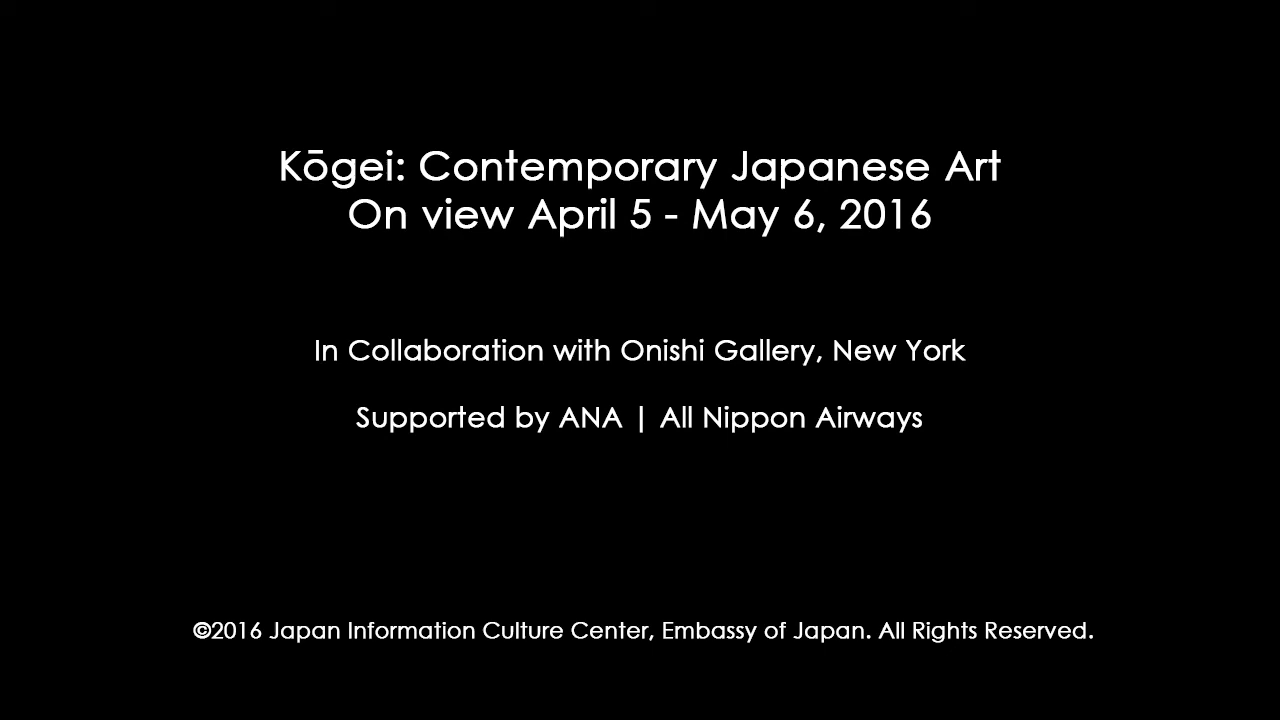 Kōgei: Contemporary Japanese Art
On view April 5 - May 6, 2016
In Collaboration with Onishi Gallery, New York
Supported by ANA | All Nippon Airways
©2016 Japan Information Culture Center, Embassy of Japan. All Rights Reserved.